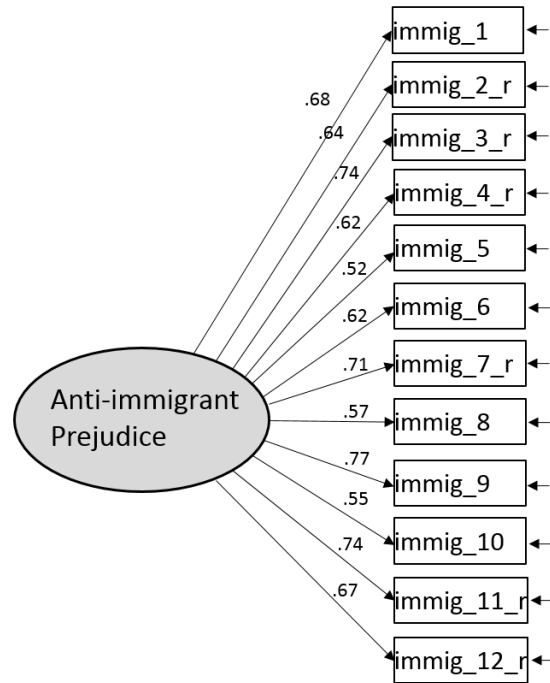 immig_1
.68
immig_2_r
.64
immig_3_r
.74
immig_4_r
.62
immig_5
.52
immig_6
.62
immig_7_r
.71
Anti-immigrant
Prejudice
immig_8
.57
immig_9
.77
immig_10
.55
immig_11_r
.74
immig_12_r
.67